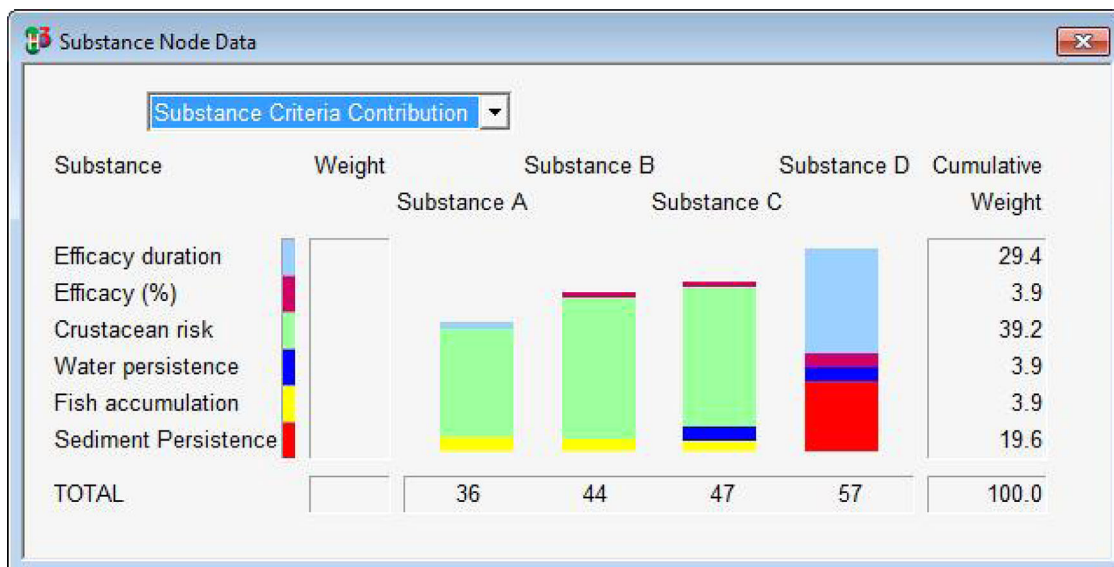 Substance Node Data
Substance Criteria Contribution
Substance Weight Substance B Substance D Cumulative
Substance A Substance C Weight
Efficacy duration 29.4
Efficacy (%) 3.9
Crustacean risk 39.2
Water persistence 3.9
Fish accumulation 3.9
Sediment Persistence 19.6
TOTAL 36 44 47 57 100.0